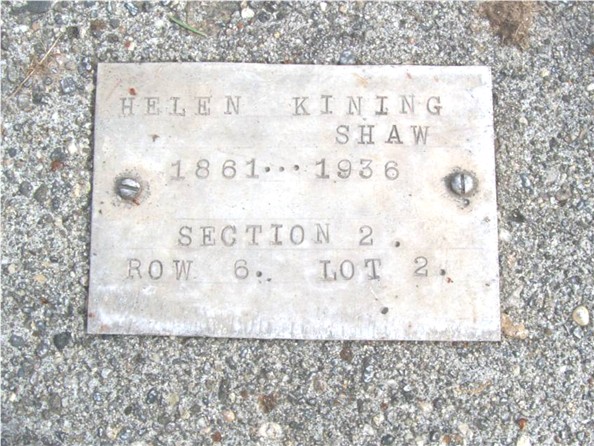 HELEN KINING
SHAW
1861... 1936
SECTION 2.
ROW 6. LOT 2.